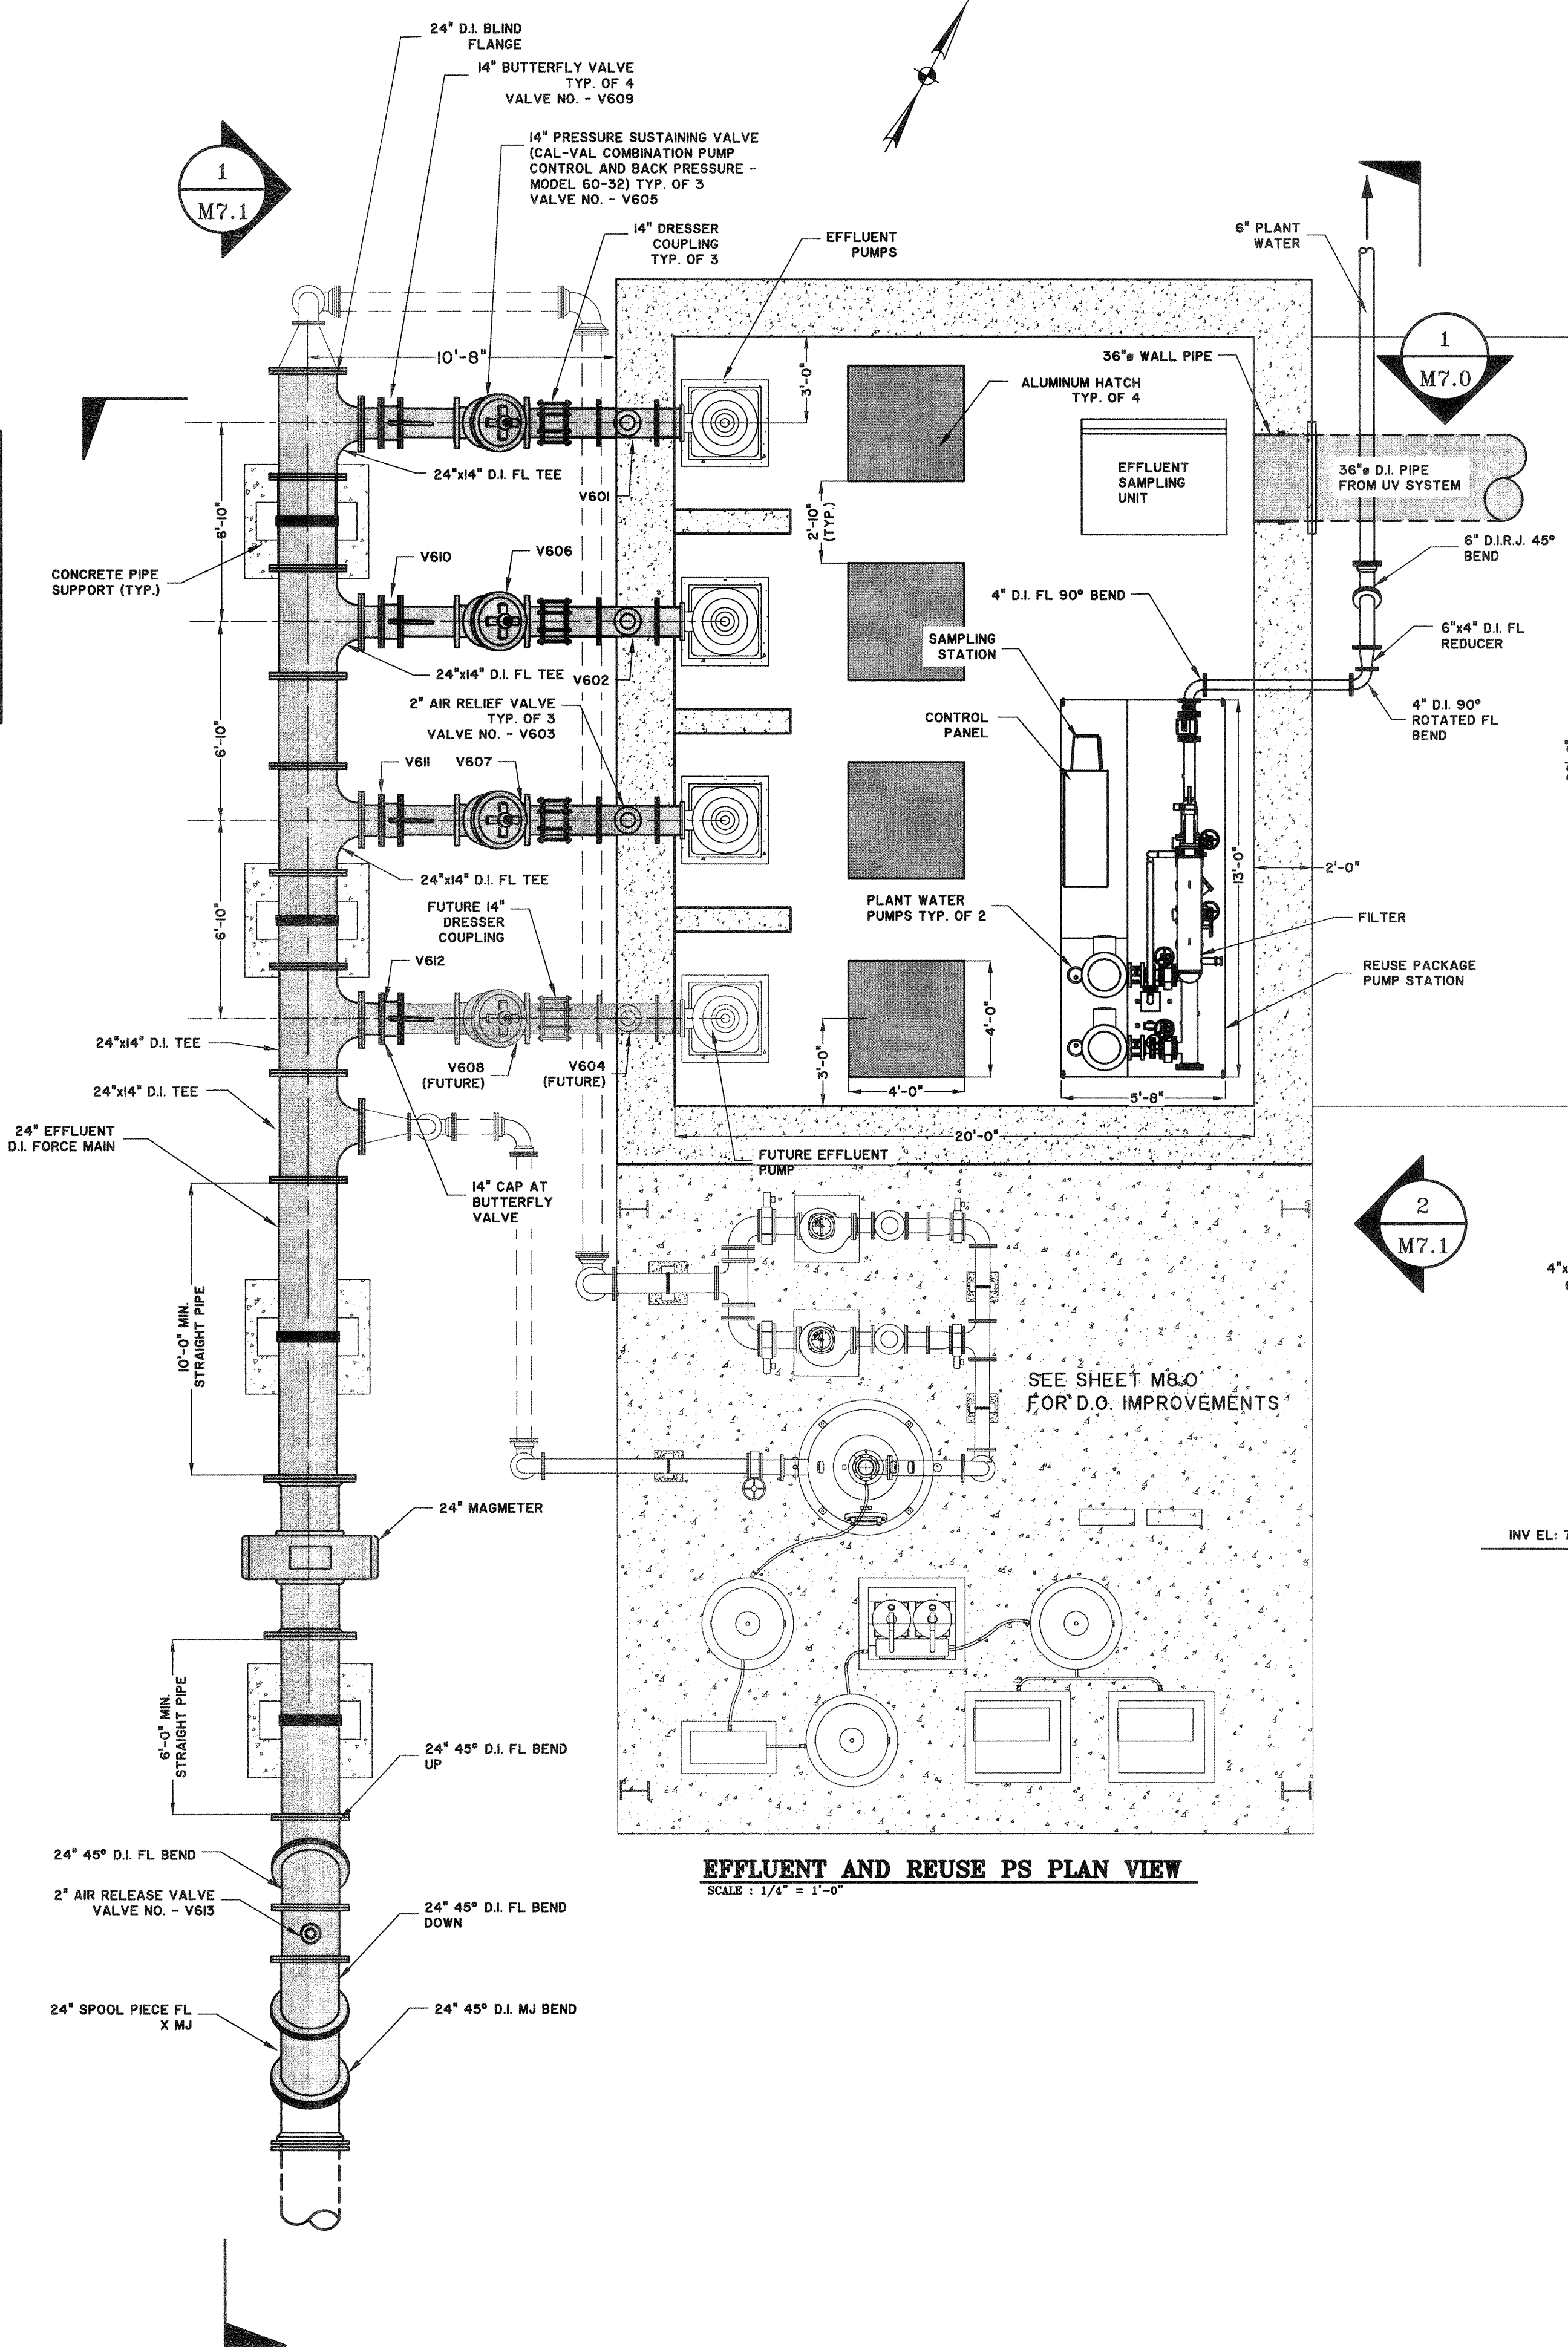 24" D.I. BLIND
FLANGE
14" BUTTERFLY VALVE
TYP. OF 4
VALVE NO. - V609
14" PRESSURE SUSTAINING VALVE
(CAL-VAL COMBINATION PUMP
CONTROL AND BACK PRESSURE -
MODEL 60-32) TYP. OF 3
VALVE NO. - V605
1
M7.1
14" DRESSER
COUPLING
TYP. OF 3
EFFLUENT
PUMPS
6" PLANT
WATER
10'-8"
3'-0"
36"ø WALL PIPE
ALUMINUM HATCH
TYP. OF 4
1
M7.0
24"x14" D.I. FL TEE
V601
EFFLUENT
SAMPLING
UNIT
36"ø D.I. PIPE
FROM UV SYSTEM
6'-10"
2'-10"
(TYP.)
6" D.I.R.J. 45°
BEND
CONCRETE PIPE
SUPPORT (TYP.)
V610
V606
4" D.I. FL 90° BEND
SAMPLING
STATION
6"x4" D.I. FL
REDUCER
24"x14" D.I. FL TEE
V602
2" AIR RELIEF VALVE
TYP. OF 3
VALVE NO. - V603
CONTROL
PANEL
4" D.I. 90°
ROTATED FL
BEND
6'-10"
V611
V607
24"x14" D.I. FL TEE
13'-0"
2'-0"
FUTURE 14"
DRESSER
COUPLING
PLANT WATER
PUMPS TYP. OF 2
FILTER
6'-10"
V612
REUSE PACKAGE
PUMP STATION
24"x14" D.I. TEE
V608
(FUTURE)
V604
(FUTURE)
3'-0"
4'-0"
4'-0"
5'-8"
24"x14" D.I. TEE
24" EFFLUENT
D.I. FORCE MAIN
20'-0"
FUTURE EFFLUENT
PUMP
14" CAP AT
BUTTERFLY
VALVE
2
M7.1
10'-0" MIN.
STRAIGHT PIPE
SEE SHEET M8.0
FOR D.O. IMPROVEMENTS
24" MAGMETER
INV EL: 7
6'-0" MIN.
STRAIGHT PIPE
24" 45° D.I. FL BEND
UP
24" 45° D.I. FL BEND
EFFLUENT AND REUSE PS PLAN VIEW
SCALE : 1/4" = 1'-0"
2" AIR RELEASE VALVE
VALVE NO. - V613
24" 45° D.I. FL BEND
DOWN
24" SPOOL PIECE FL
X MJ
24" 45° D.I. MJ BEND